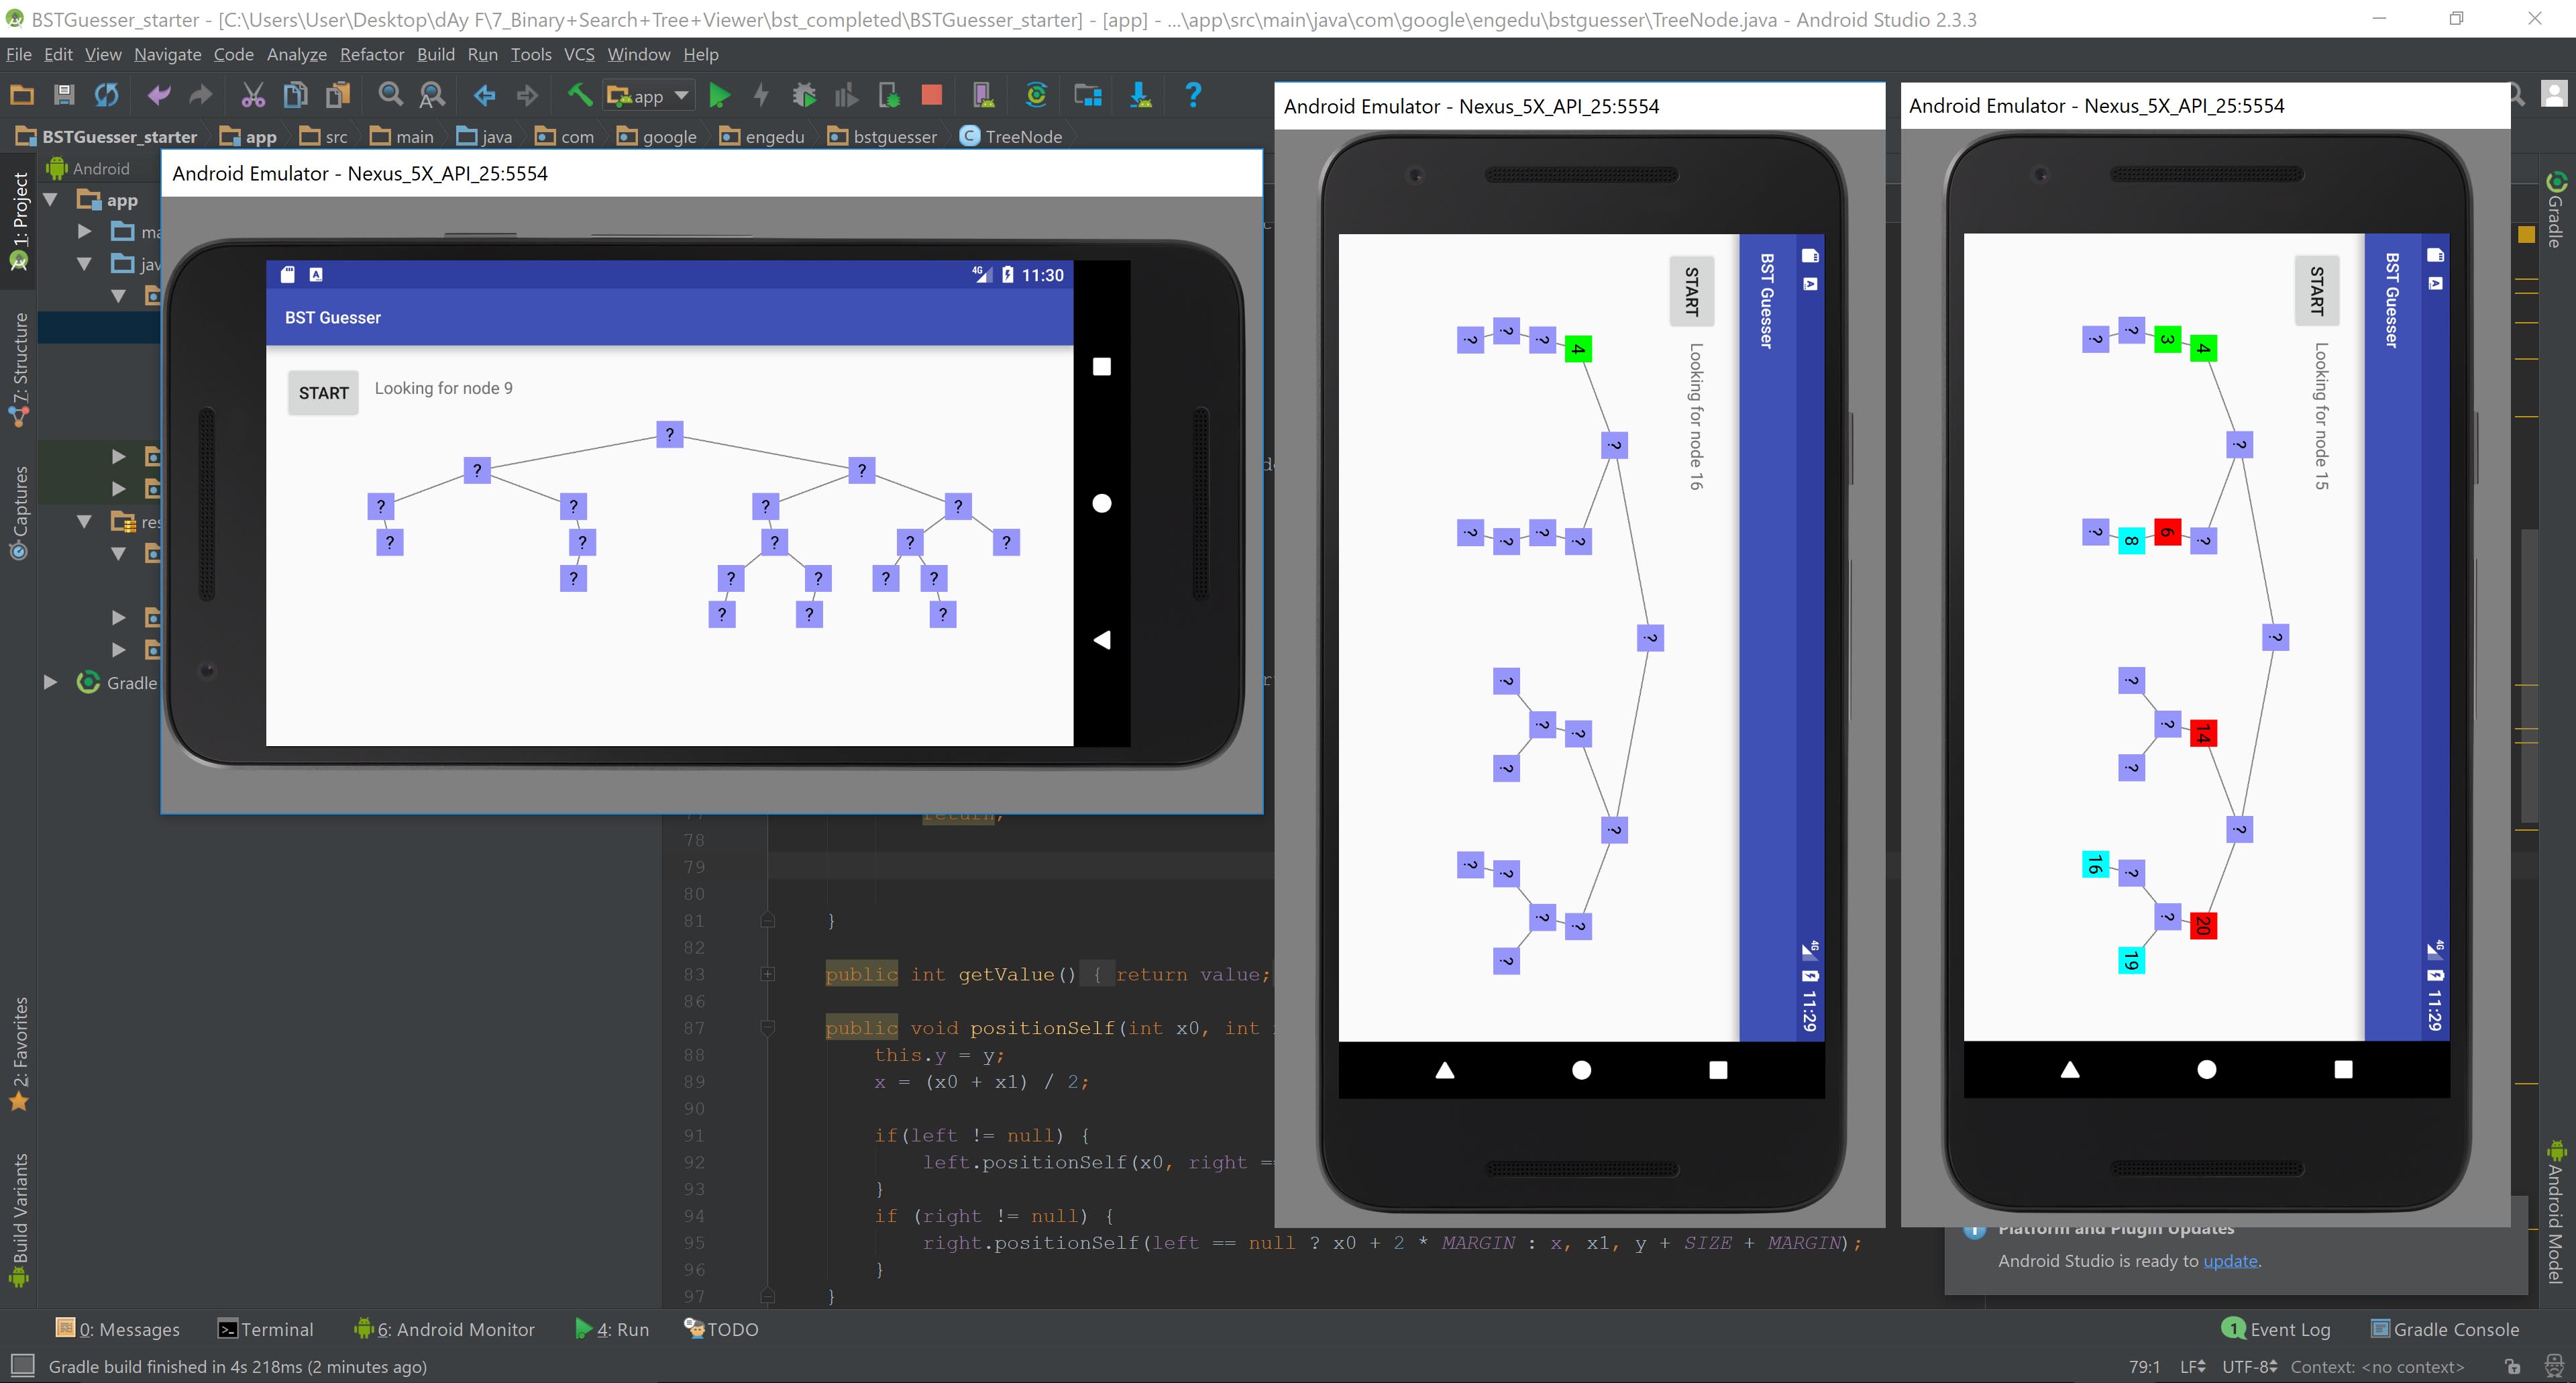 BSTGuesser_starter - [C:\Users\User\Desktop\dAy F\7_Binary+Search+Tree+Viewer\bst_completed\BSTGuesser_starter] - [app] - ...\app\src\main\java\com\google\engedu\bstguesser\TreeNode.java - Android Studio 2.3.3
File Edit View Navigate Code Analyze Refactor Build Run Tools VCS Window Help
app
BSTGuesser_starter app src main java com google engedu bstguesser TreeNode
Android
app
res
Gradle
1: Project
7: Structure
Captures
2: Favorites
Build Variants
Gradle
Android Model
Android Emulator - Nexus_5X_API_25:5554
4G 11:30
BST Guesser
START Looking for node 9
?
? ?
? ? ? ?
? ? ? ? ?
? ? ? ? ?
? ? ?
Android Emulator - Nexus_5X_API_25:5554
4G 11:29
BST Guesser
START Looking for node 16
?
? ?
4 ? ? ?
? ? ? ?
? ? ? ? ? ?
? ? ?
Android Emulator - Nexus_5X_API_25:5554
4G 11:29
BST Guesser
START Looking for node 15
?
? ?
4 ? 14 20
3 6 ? ?
? 8 ? ? ? 19
? ? 16
return;
78
79
80
81 }
82
83 public int getValue() { return value;
86
87 public void positionSelf(int x0, int
88 this.y = y;
89 x = (x0 + x1) / 2;
90
91 if(left != null) {
92 left.positionSelf(x0, right =
93 }
94 if (right != null) {
95 right.positionSelf(left == null ? x0 + 2 * MARGIN : x, x1, y + SIZE + MARGIN);
96 }
97 }
Platform and Plugin Updates
Android Studio is ready to update.
0: Messages Terminal 6: Android Monitor 4: Run TODO 1 Event Log Gradle Console
Gradle build finished in 4s 218ms (2 minutes ago) 79:1 LF UTF-8 Context: <no context>